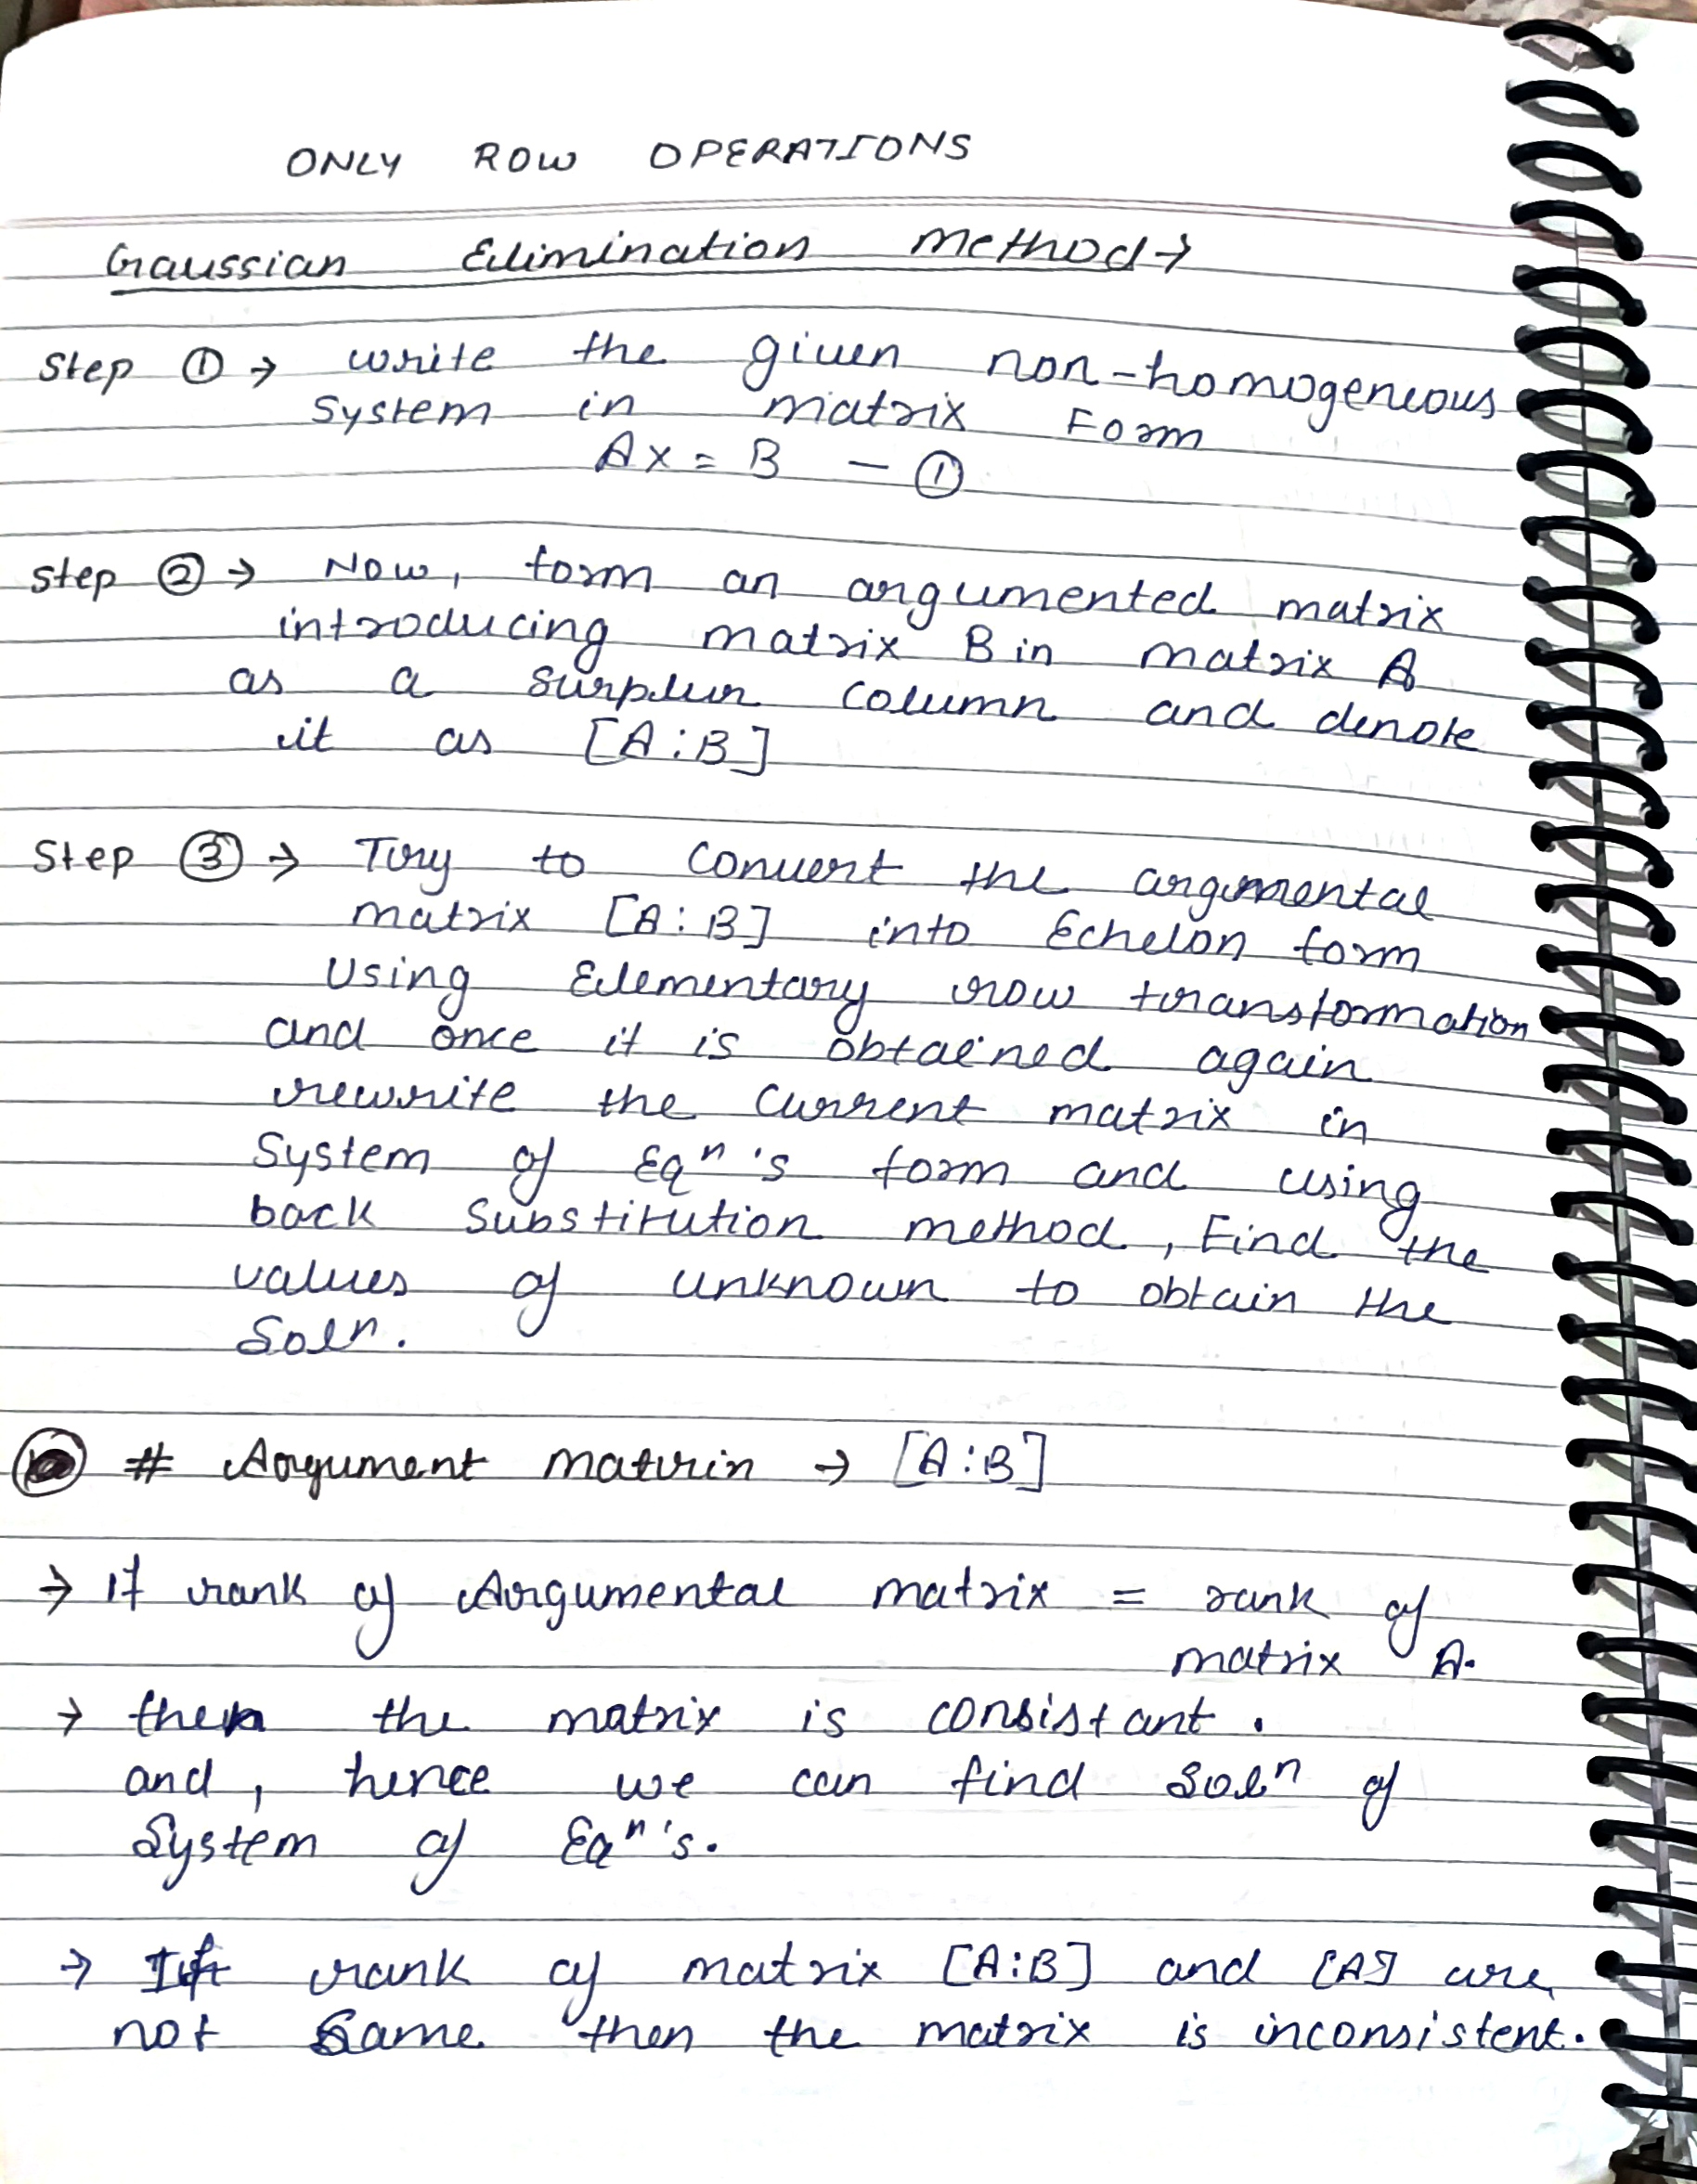 ONLY ROW OPERATIONS
Gaussian Elimination Method →
Step ① → write the given non-homogeneous
System in matrix Form
AX = B — ①
Step ② → Now, form an argumented matrix
introducing matrix B in matrix A
as a surplun column and denote
it as [A:B]
Step ③ → Try to convert the argumental
matrix [A:B] into Echelon form
Using Elementary row transformation
and once it is obtained again
rewrite the current matrix in
System of Eqⁿ's form and using
back substitution method, Find the
values of unknown to obtain the
Solⁿ.
# Argument matrin → [A:B]
→ if rank of Argumental matrix = rank of
matrix A.
→ then the matrix is consistant.
and, hence we can find Solⁿ of
System of Eqⁿ's.
→ If rank of matrix [A:B] and [A] are
not same then the matrix is inconsistent.